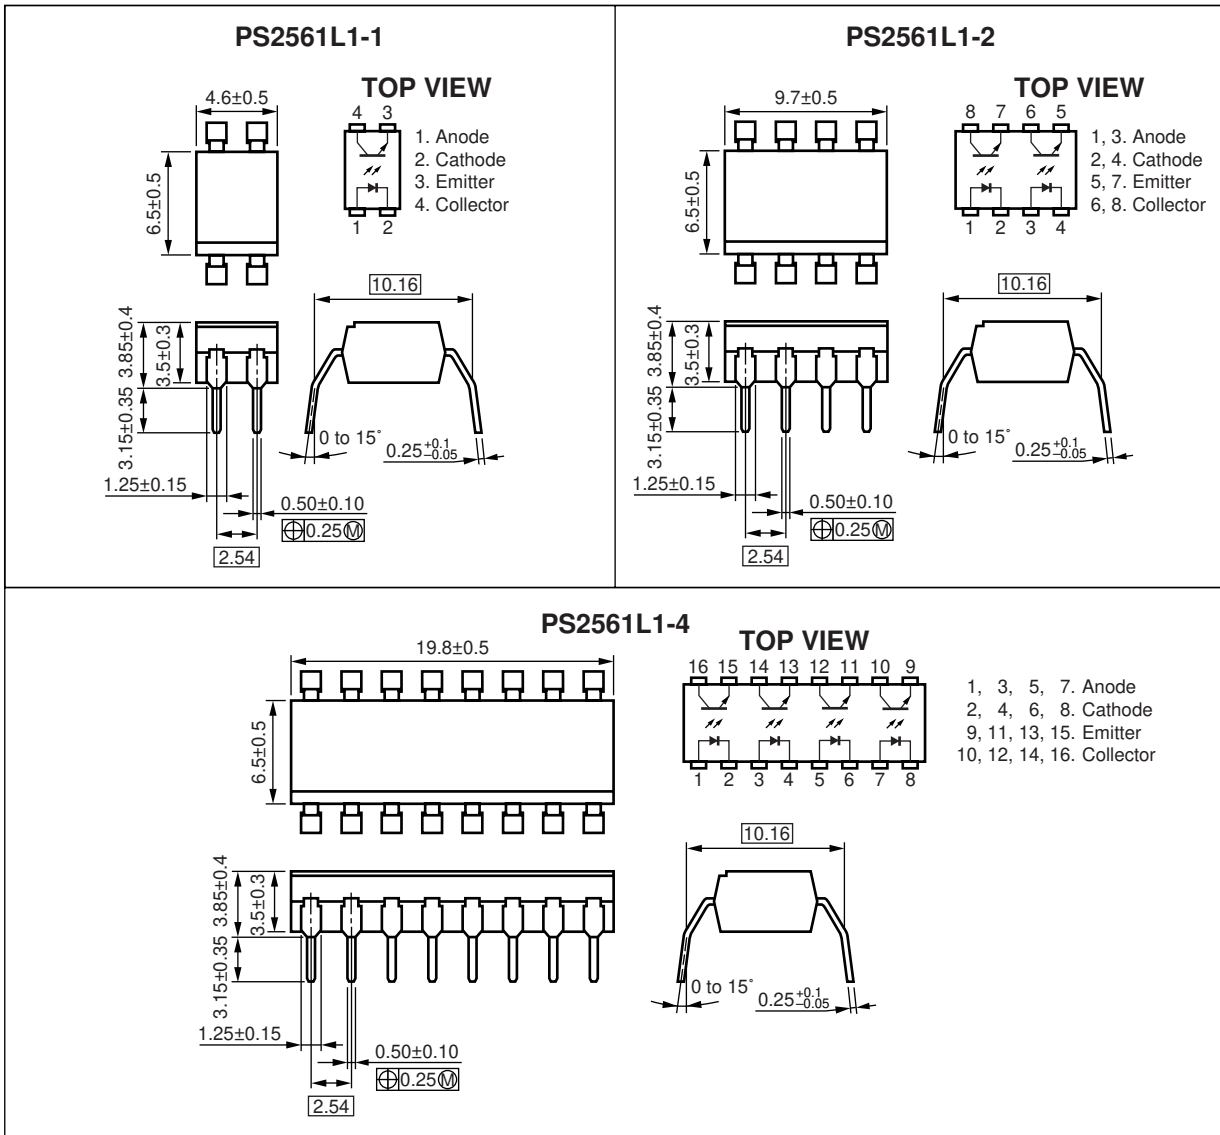 PS2561L1-1
TOP VIEW
4.6±0.5
4 3
1. Anode
2. Cathode
3. Emitter
4. Collector
1 2
6.5±0.5
10.16
3.85±0.4
3.5±0.3
3.15±0.35
0 to 15˚
0.25+0.1−0.05
1.25±0.15
0.50±0.10
0.25 M
2.54
PS2561L1-2
TOP VIEW
9.7±0.5
8 7 6 5
1, 3. Anode
2, 4. Cathode
5, 7. Emitter
6, 8. Collector
1 2 3 4
6.5±0.5
10.16
3.85±0.4
3.5±0.3
3.15±0.35
0 to 15˚
0.25+0.1−0.05
1.25±0.15
0.50±0.10
0.25 M
2.54
PS2561L1-4
TOP VIEW
19.8±0.5
16 15 14 13 12 11 10 9
1, 3, 5, 7. Anode
2, 4, 6, 8. Cathode
9, 11, 13, 15. Emitter
10, 12, 14, 16. Collector
1 2 3 4 5 6 7 8
6.5±0.5
10.16
3.85±0.4
3.5±0.3
3.15±0.35
0 to 15˚
0.25+0.1−0.05
1.25±0.15
0.50±0.10
0.25 M
2.54